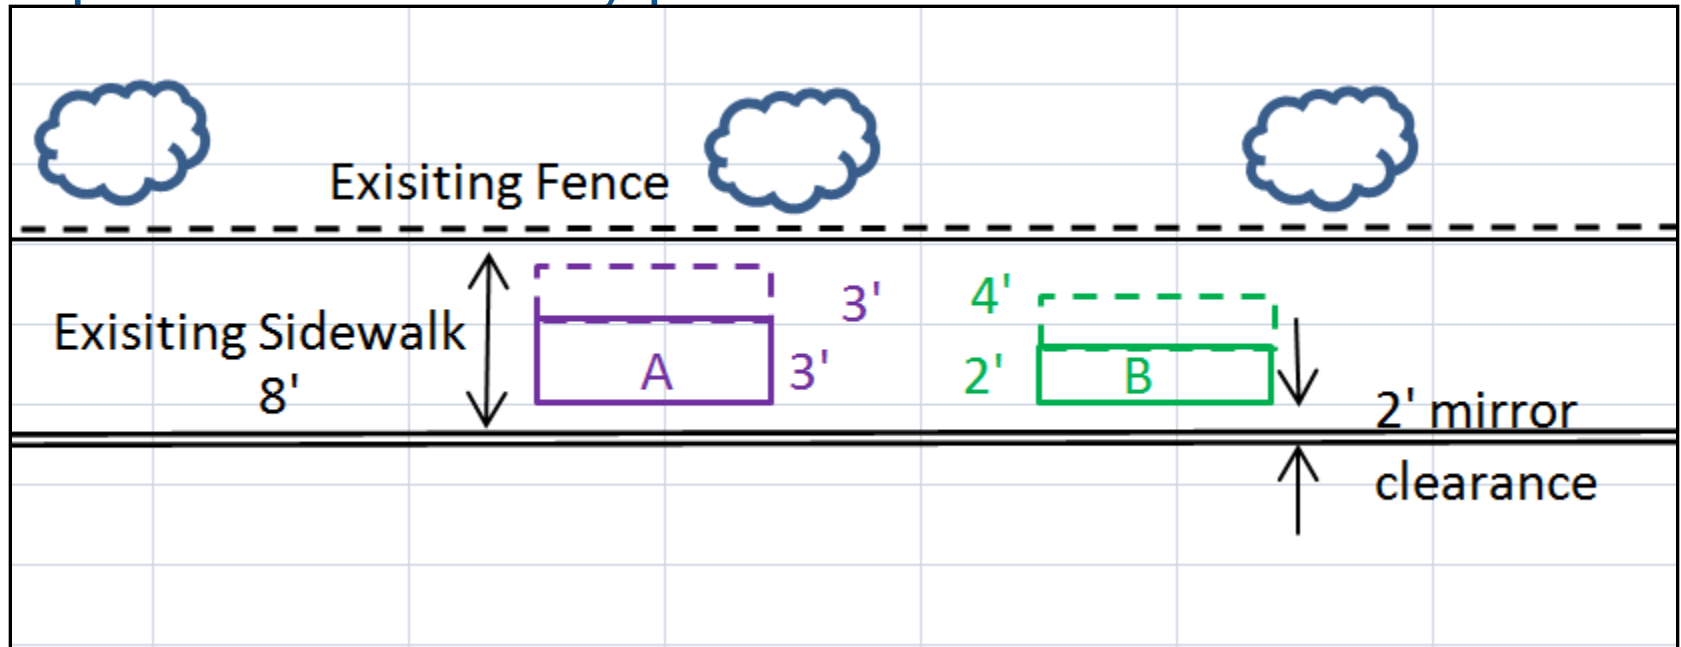 Exisiting Fence
Exisiting Sidewalk
8'
3'
A
3'
4'
2'
B
2' mirror
clearance